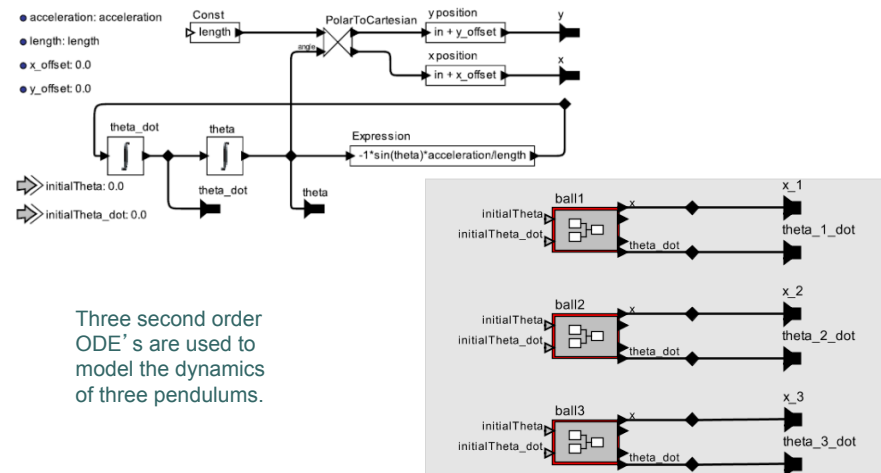 acceleration: acceleration
length: length
x_offset: 0.0
y_offset: 0.0
Const
length
PolarToCartesian
angle
y position
in + y_offset
y
x position
in + x_offset
x
theta_dot
theta
Expression
-1*sin(theta)*acceleration/length
initialTheta: 0.0
initialTheta_dot: 0.0
theta_dot
theta
Three second order
ODE's are used to
model the dynamics
of three pendulums.
ball1
initialTheta
initialTheta_dot
x
theta_dot
x_1
theta_1_dot
ball2
initialTheta
initialTheta_dot
x
theta_dot
x_2
theta_2_dot
ball3
initialTheta
initialTheta_dot
x
theta_dot
x_3
theta_3_dot